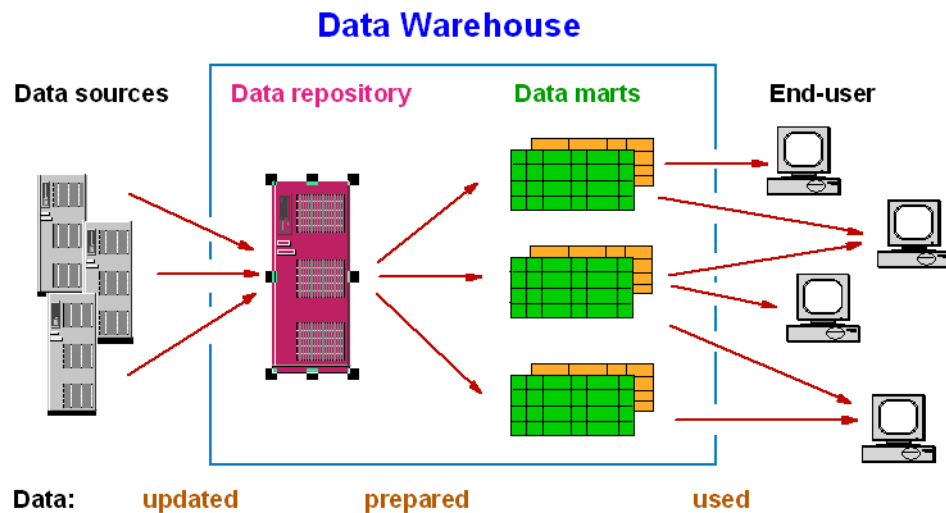 Data Warehouse
Data sources
Data repository
Data marts
End-user
Data: updated prepared used